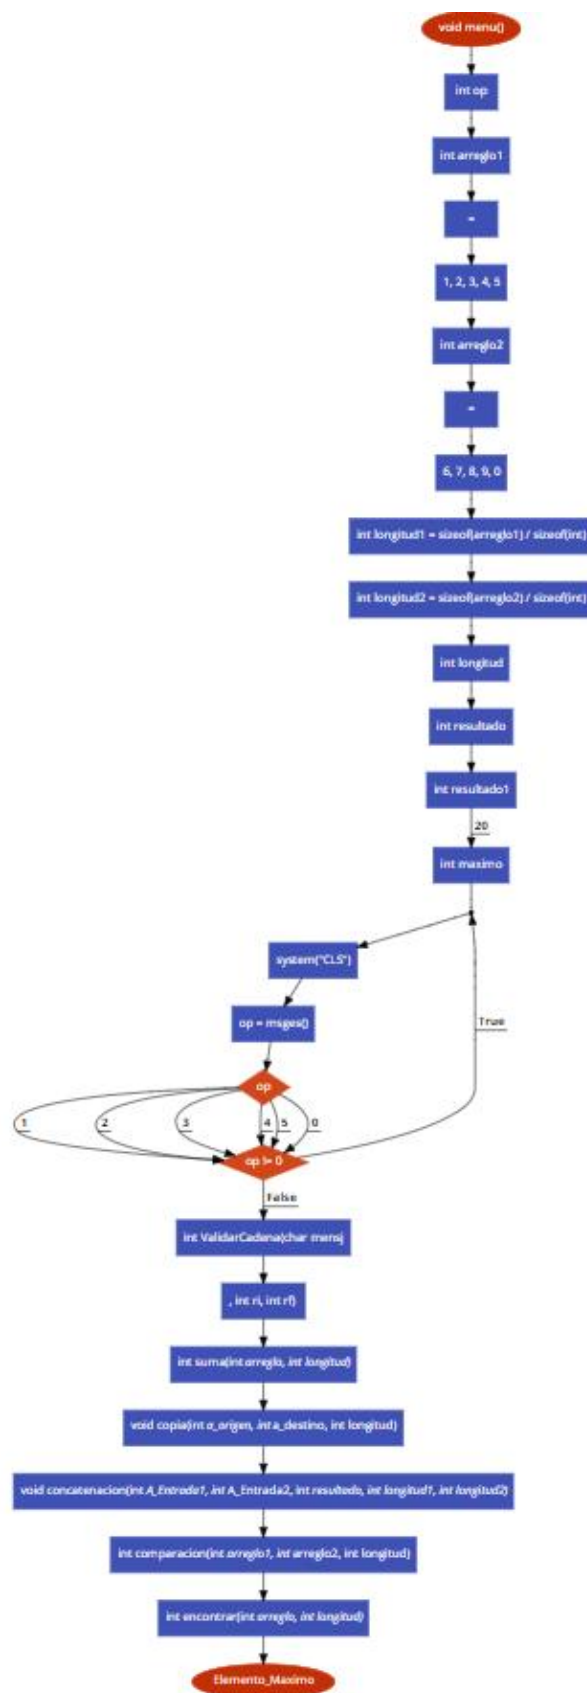 void menu()
int op
int arreglo1
=
1, 2, 3, 4, 5
int arreglo2
=
6, 7, 8, 9, 0
int longitud1 = sizeof(arreglo1) / sizeof(int)
int longitud2 = sizeof(arreglo2) / sizeof(int)
int longitud
int resultado
int resultado1
20
int maximo
system("CLS")
op = msges()
True
op
1 2 3 4 5 0
op != 0
False
int ValidarCadena(char mensj
, int ri, int rf)
int suma(int arreglo, int longitud)
void copia(int a_origen, int a_destino, int longitud)
void concatenacion(int A_Entrada1, int A_Entrada2, int resultado, int longitud1, int longitud2)
int comparacion(int arreglo1, int arreglo2, int longitud)
int encontrar(int arreglo, int longitud)
Elemento_Maximo